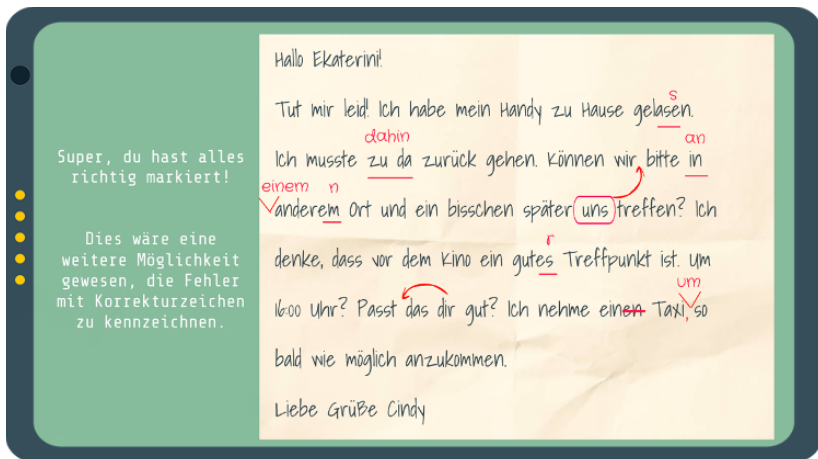 Super, du hast alles
richtig markiert!
Dies wäre eine
weitere Möglichkeit
gewesen, die Fehler
mit Korrekturzeichen
zu kennzeichnen.
Hallo Ekaterini!
s
Tut mir leid! Ich habe mein Handy zu Hause gelasen.
dahin an
Ich musste zu da zurück gehen. Können wir bitte in
einem n
anderem Ort und ein bisschen später uns treffen? Ich
r
denke, dass vor dem Kino ein gutes Treffpunkt ist. Um
um
16:00 Uhr? Passt das dir gut? Ich nehme einen Taxi, so
bald wie möglich anzukommen.
Liebe Grüße Cindy